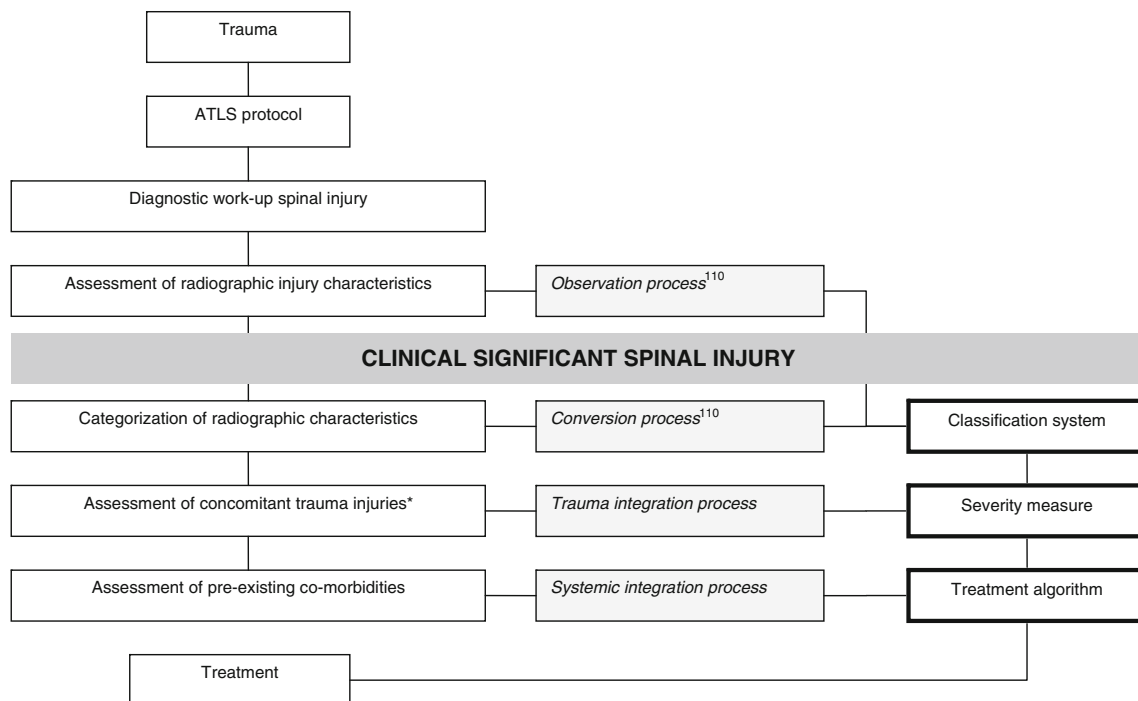 Trauma
ATLS protocol
Diagnostic work-up spinal injury
Assessment of radiographic injury characteristics
Observation process110
CLINICAL SIGNIFICANT SPINAL INJURY
Categorization of radiographic characteristics
Conversion process110
Classification system
Assessment of concomitant trauma injuries*
Trauma integration process
Severity measure
Assessment of pre-existing co-morbidities
Systemic integration process
Treatment algorithm
Treatment